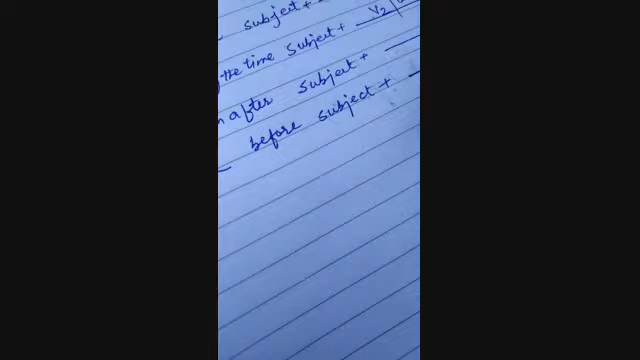 subject +
the time subject + V2
after subject +
before subject +